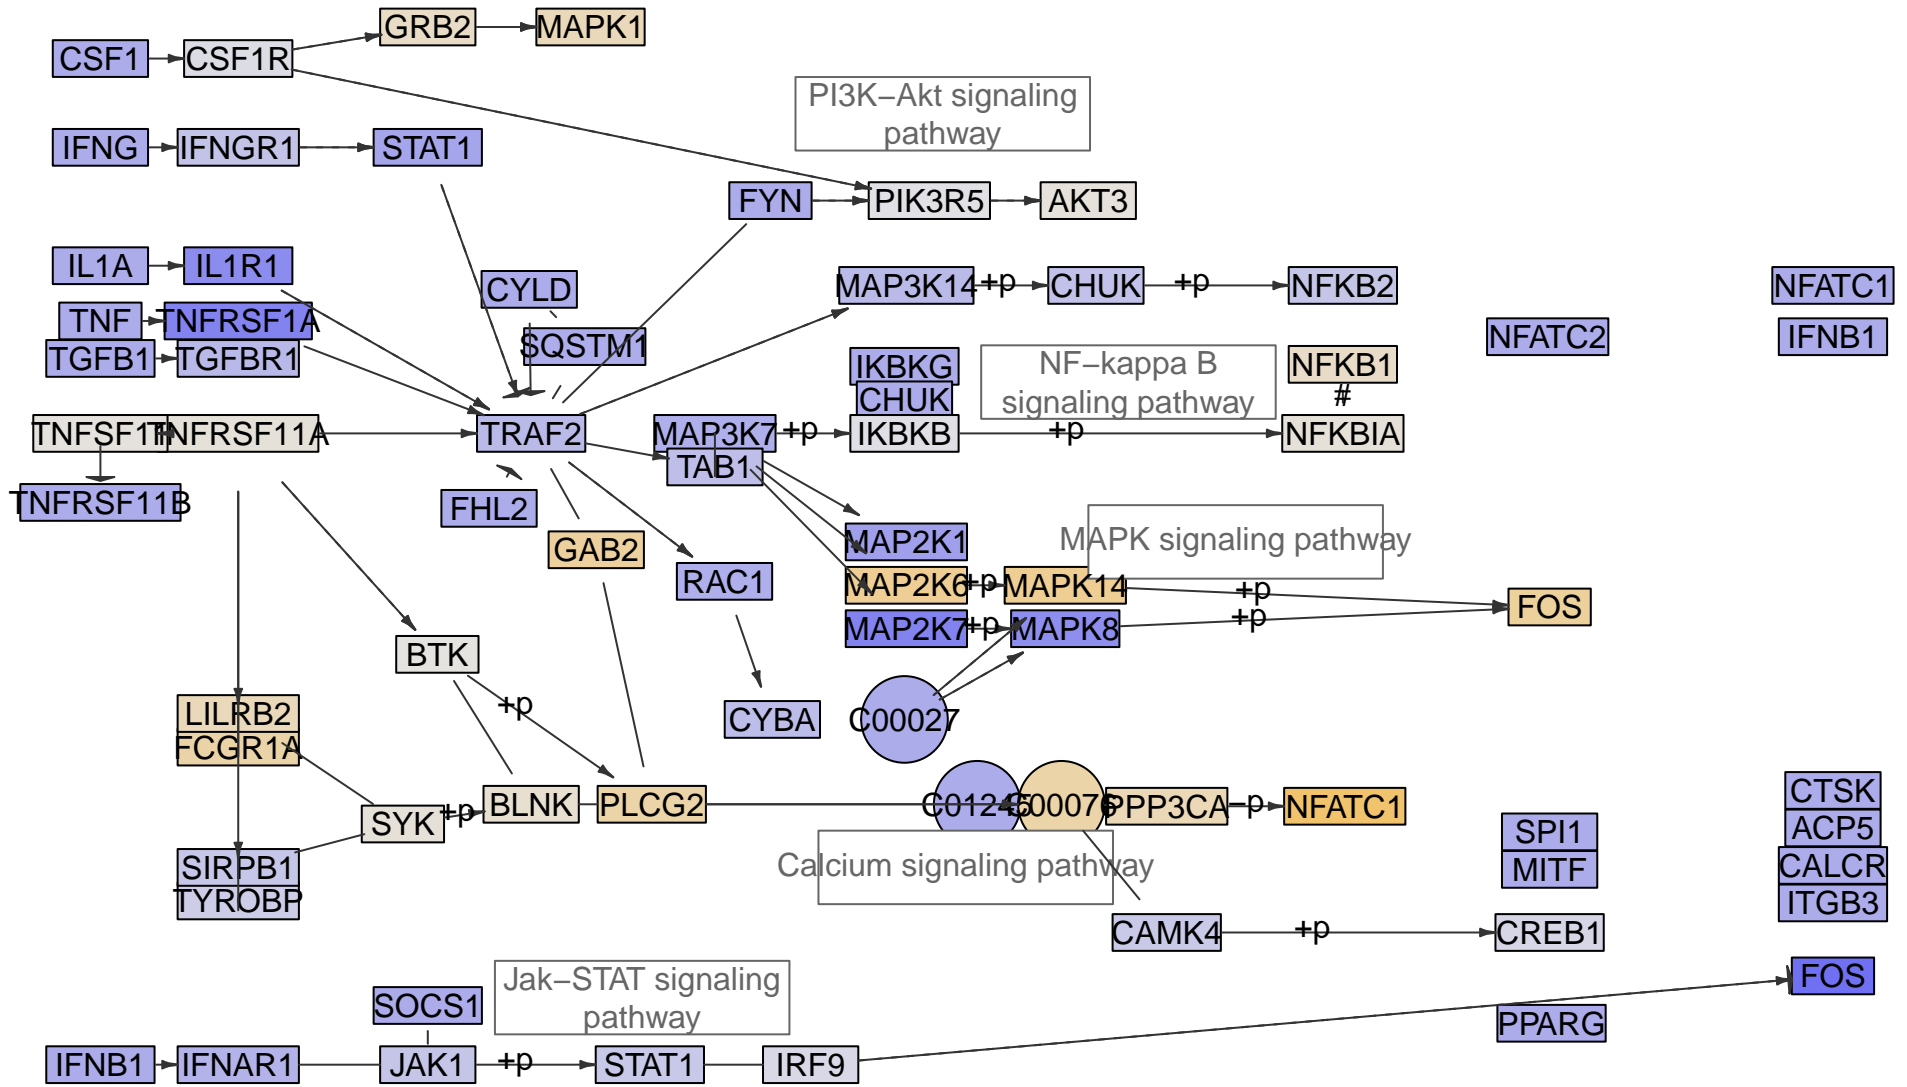 GRB2
MAPK1
CSF1
CSF1R
PI3K−Akt signaling
pathway
IFNG
IFNGR1
STAT1
FYN
PIK3R5
AKT3
IL1A
IL1R1
CYLD
MAP3K14
+p
CHUK
+p
NFKB2
NFATC1
TNF
TNFRSF1A
SQSTM1
NFATC2
IFNB1
TGFB1
TGFBR1
IKBKG
NF−kappa B
signaling pathway
NFKB1
#
CHUK
TNFRSF11A
TRAF2
MAP3K7
+p
IKBKB
+p
NFKBIA
TAB1
TNFRSF11B
FHL2
GAB2
RAC1
MAP2K1
MAPK signaling pathway
MAP2K6
+p
MAPK14
+p
FOS
MAP2K7
+p
MAPK8
+p
BTK
LILRB2
FCGR1A
+p
CYBA
C00027
SYK
+p
BLNK
PLCG2
C00076
PPP3CA
−p
NFATC1
CTSK
SPI1
ACP5
SIRPB1
TYROBP
Calcium signaling pathway
MITF
CALCR
ITGB3
CAMK4
+p
CREB1
Jak−STAT signaling
pathway
FOS
SOCS1
PPARG
IFNB1
IFNAR1
JAK1
+p
STAT1
IRF9